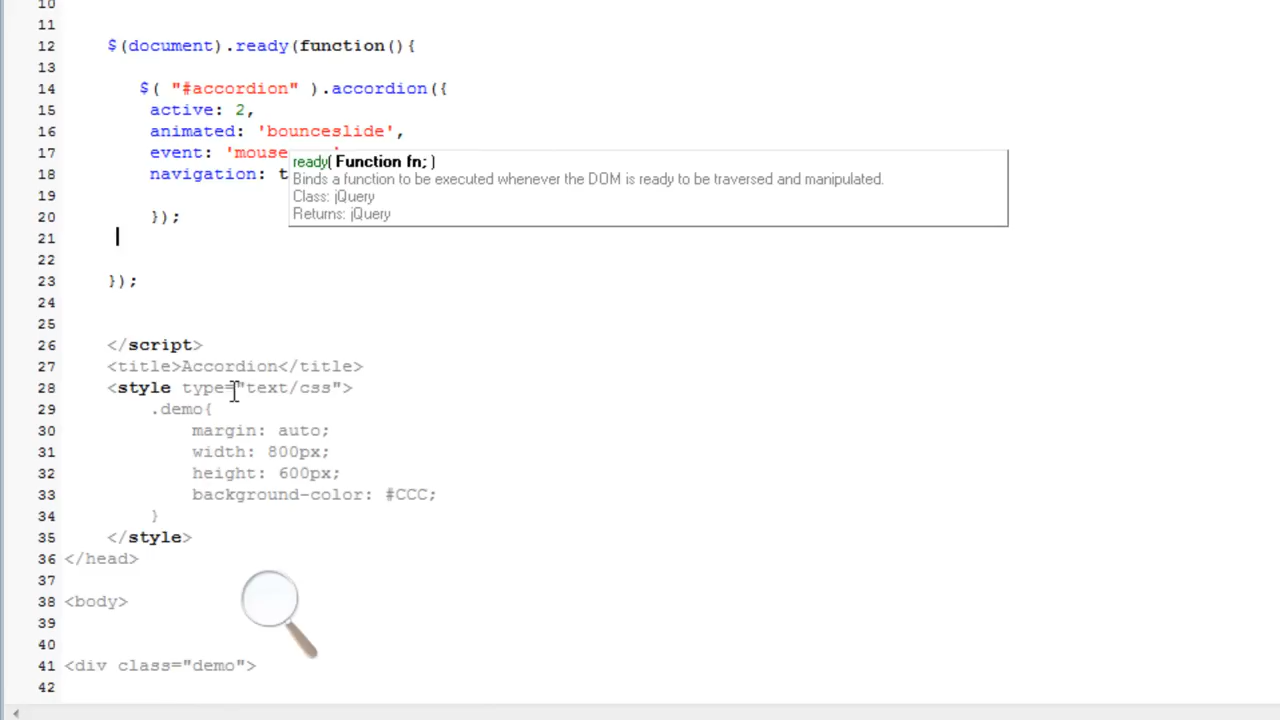 10
11
12 $(document).ready(function(){
13
14 $( "#accordion" ).accordion({
15 active: 2,
16 animated: 'bounceslide',
17 event: 'mouse
ready( Function fn; )
18 navigation: t
Binds a function to be executed whenever the DOM is ready to be traversed and manipulated.
Class: jQuery
19
Returns: jQuery
20 });
21
22
23 });
24
25
26 </script>
27 <title>Accordion</title>
28 <style type="text/css">
29 .demo{
30 margin: auto;
31 width: 800px;
32 height: 600px;
33 background-color: #CCC;
34 }
35 </style>
36 </head>
37
38 <body>
39
40
41 <div class="demo">
42